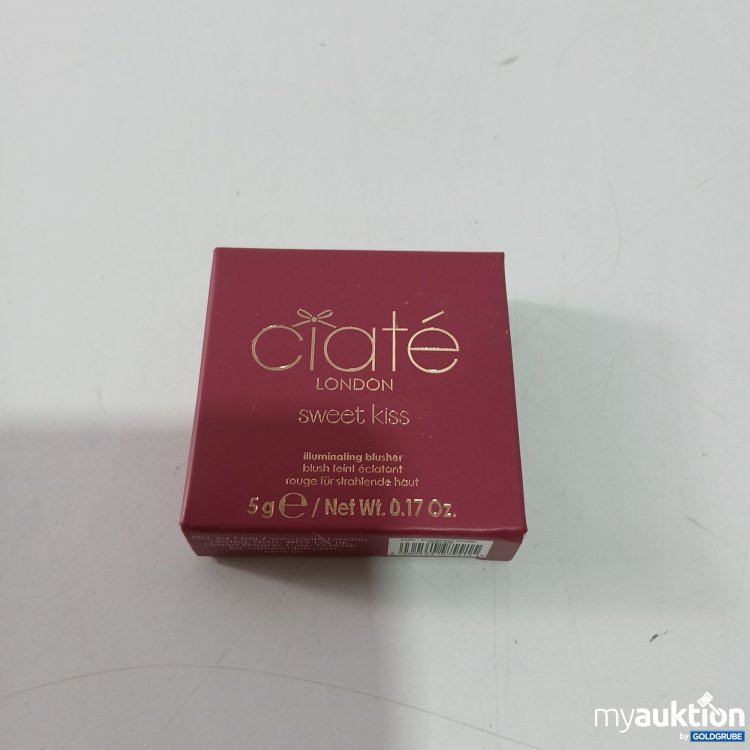 ciaté
LONDON
sweet kiss
illuminating blusher
blush teint éclatant
rouge für strahlende haut
5 g ℮ / Net Wt. 0.17 Oz.
myauktion
by GOLDGRUBE